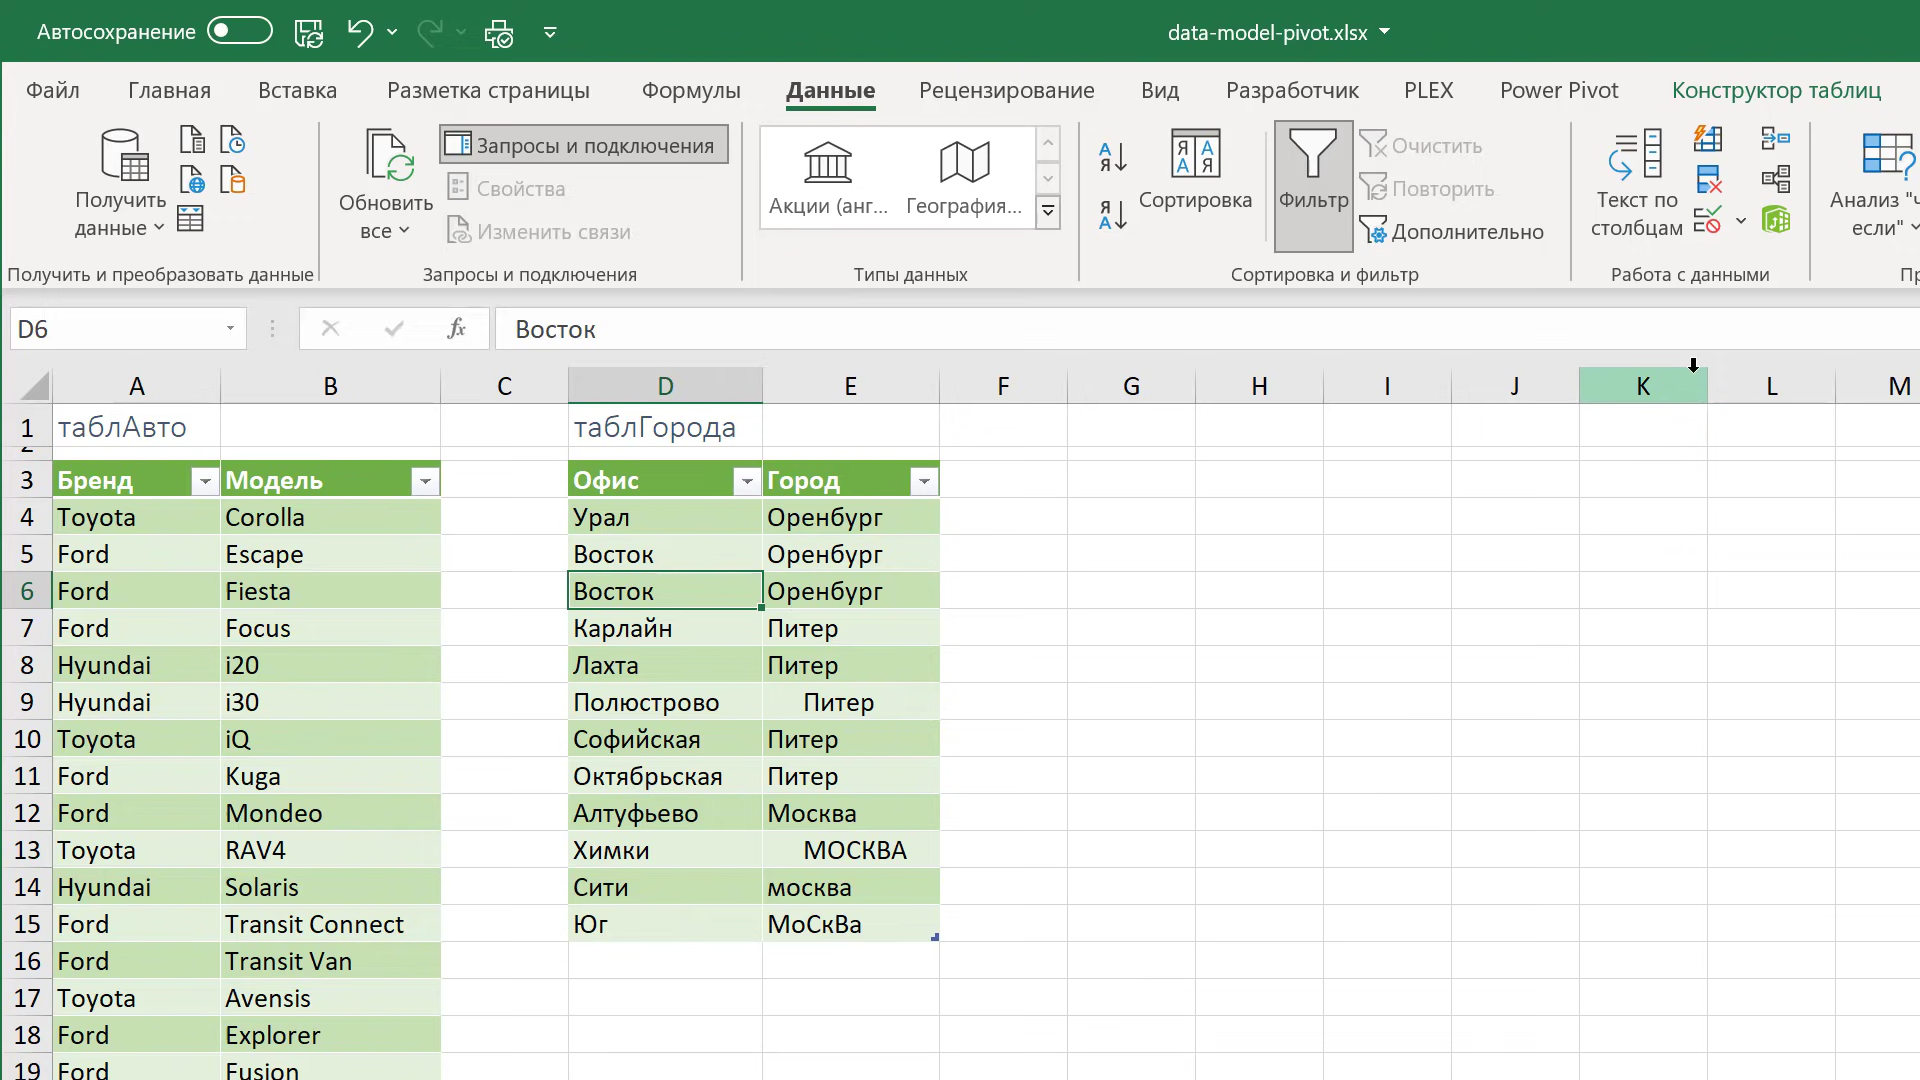 Автосохранение
data-model-pivot.xlsx
Файл Главная Вставка Разметка страницы Формулы Данные Рецензирование Вид Разработчик PLEX Power Pivot Конструктор таблиц
Получить данные
Обновить все
Запросы и подключения
Свойства
Изменить связи
Акции (анг... География...
Сортировка
Фильтр
Очистить
Повторить
Дополнительно
Текст по столбцам
Анализ "ч
если"
Получить и преобразовать данные Запросы и подключения Типы данных Сортировка и фильтр Работа с данными Пр
D6 fx Восток
A B C D E F G H I J K L M
1 таблАвто таблГорода
2
3 Бренд Модель Офис Город
4 Toyota Corolla Урал Оренбург
5 Ford Escape Восток Оренбург
6 Ford Fiesta Восток Оренбург
7 Ford Focus Карлайн Питер
8 Hyundai i20 Лахта Питер
9 Hyundai i30 Полюстрово Питер
10 Toyota iQ Софийская Питер
11 Ford Kuga Октябрьская Питер
12 Ford Mondeo Алтуфьево Москва
13 Toyota RAV4 Химки МОСКВА
14 Hyundai Solaris Сити москва
15 Ford Transit Connect Юг МоСкВа
16 Ford Transit Van
17 Toyota Avensis
18 Ford Explorer
19 Ford Fusion